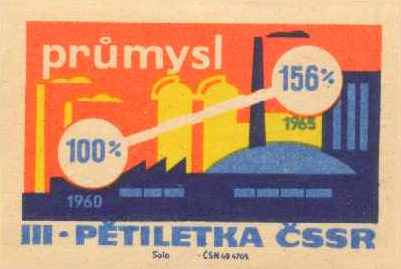 průmysl
156%
1965
100%
1960
III · PĚTILETKA ČSSR
Solo - ČSN 49 4705